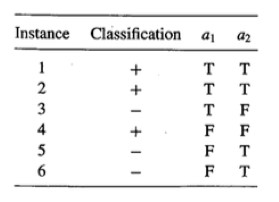 Instance Classification a1 a2
1 + T T
2 + T T
3 − T F
4 + F F
5 − F T
6 − F T